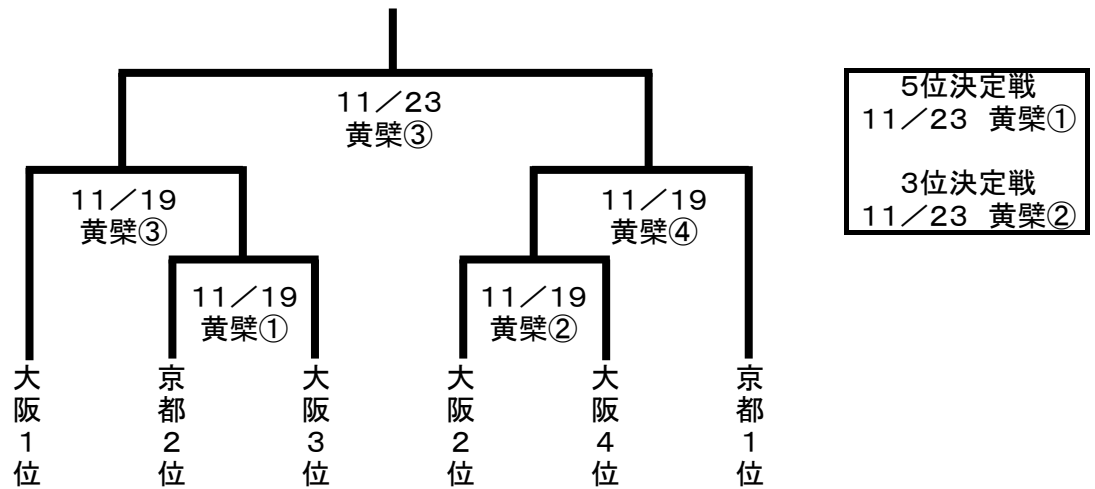 11／23
黄檗③
11／19
黄檗③
11／19
黄檗④
11／19
黄檗①
11／19
黄檗②
大阪1位
京都2位
大阪3位
大阪2位
大阪4位
京都1位
5位決定戦
11／23　黄檗①
3位決定戦
11／23　黄檗②